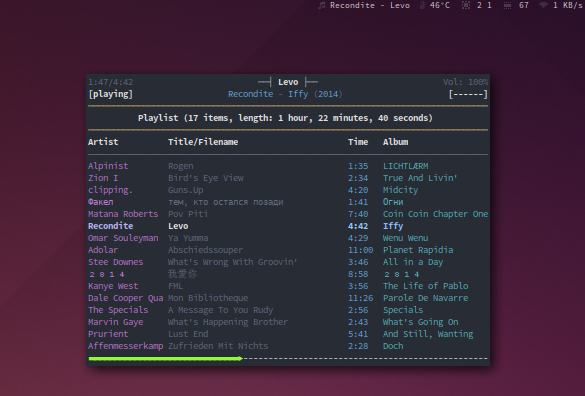 Recondite - Levo 46°C 2 1 67 1 KB/s
1:47/4:42 Levo Vol: 100%
[playing] Recondite - Iffy (2014) [------]
Playlist (17 items, length: 1 hour, 22 minutes, 40 seconds)
Artist Title/Filename Time Album
Alpinist Rogen 1:35 LICHTLÆRM
Zion I Bird's Eye View 2:34 True And Livin'
clipping. Guns.Up 4:20 Midcity
Факел тем, кто остался позади 1:41 Огни
Matana Roberts Pov Piti 7:40 Coin Coin Chapter One
Recondite Levo 4:42 Iffy
Omar Souleyman Ya Yumma 4:29 Wenu Wenu
Adolar Abschiedssouper 11:00 Planet Rapidia
Stee Downes What's Wrong With Groovin' 3:46 All in a Day
２８１４ 我愛你 8:58 ２８１４
Kanye West FML 3:56 The Life of Pablo
Dale Cooper Qua Mon Bibliotheque 11:26 Parole De Navarre
The Specials A Message To You Rudy 2:56 Specials
Marvin Gaye What's Happening Brother 2:43 What's Going On
Prurient Lust End 5:41 And Still, Wanting
Affenmesserkamp Zufrieden Mit Nichts 2:28 Doch